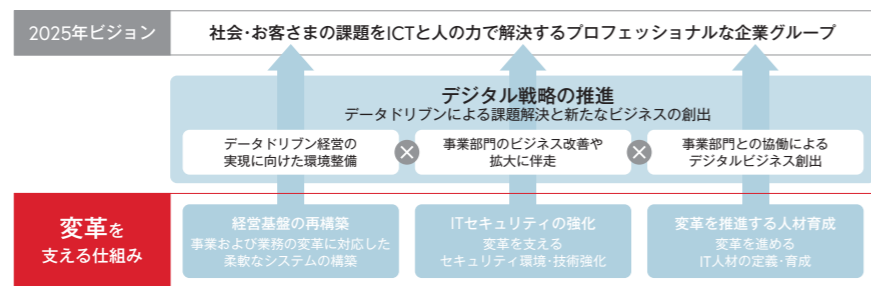 2025年ビジョン
社会・お客さまの課題をICTと人の力で解決するプロフェッショナルな企業グループ
デジタル戦略の推進
データドリブンによる課題解決と新たなビジネスの創出
データドリブン経営の
実現に向けた環境整備
事業部門のビジネス改善や
拡大に伴走
事業部門との協働による
デジタルビジネス創出
変革を
支える仕組み
経営基盤の再構築
事業および業務の変革に対応した
柔軟なシステムの構築
ITセキュリティの強化
変革を支える
セキュリティ環境・技術強化
変革を推進する人材育成
変革を進める
IT人材の定義・育成